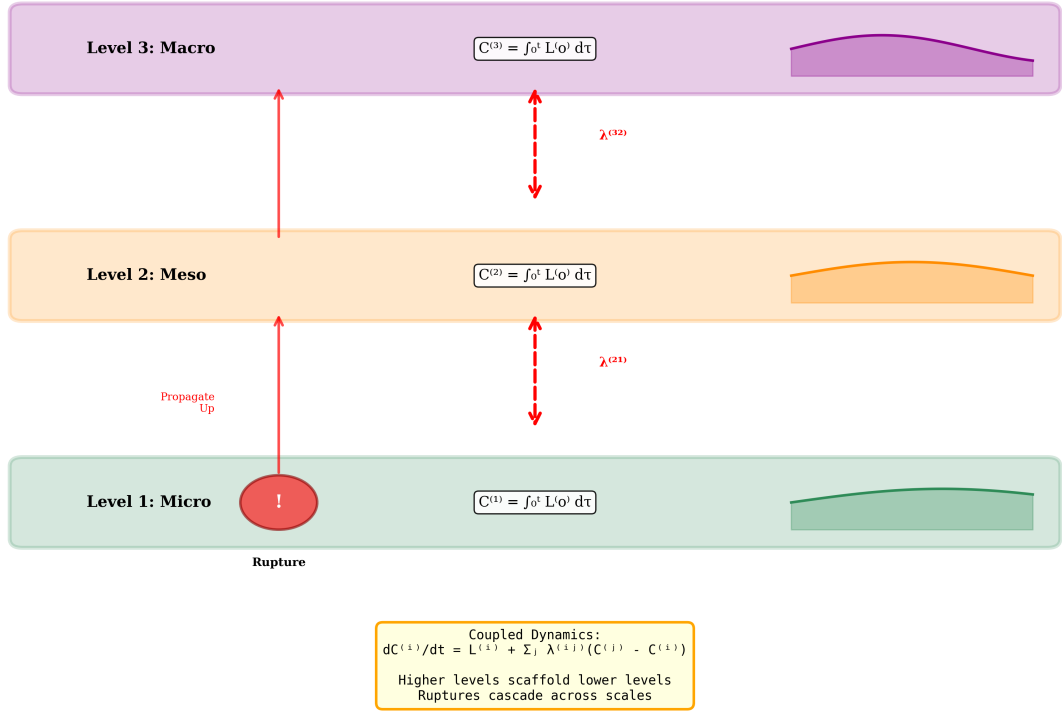 Level 3: Macro
C⁽³⁾ = ∫₀ᵗ L⁽ᵒ⁾ dτ
λ⁽³²⁾
Level 2: Meso
C⁽²⁾ = ∫₀ᵗ L⁽ᵒ⁾ dτ
λ⁽²¹⁾
Propagate
Up
Level 1: Micro
!
C⁽¹⁾ = ∫₀ᵗ L⁽ᵒ⁾ dτ
Rupture
Coupled Dynamics:
dC⁽ⁱ⁾/dt = L⁽ⁱ⁾ + Σⱼ λ⁽ⁱʲ⁾(C⁽ʲ⁾ - C⁽ⁱ⁾)
Higher levels scaffold lower levels
Ruptures cascade across scales